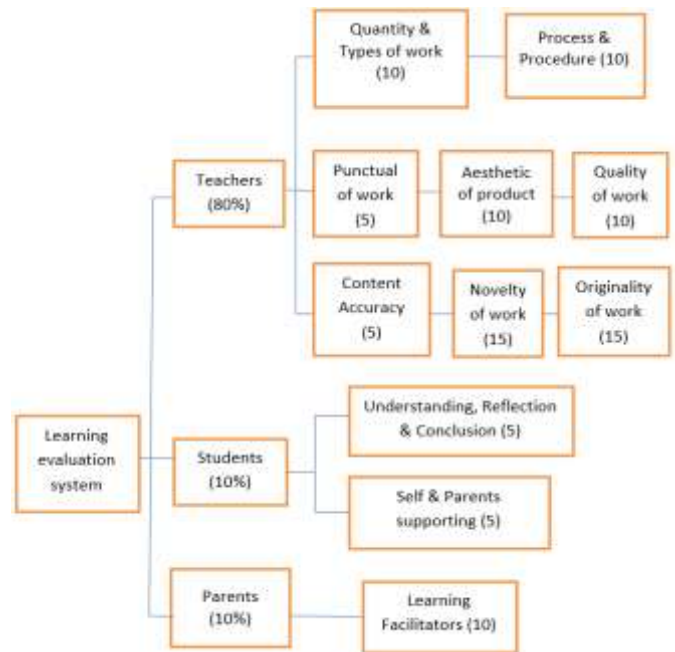 Quantity &
Types of work
(10)
Process &
Procedure (10)
Teachers
(80%)
Punctual
of work
(5)
Aesthetic
of product
(10)
Quality
of work
(10)
Content
Accuracy
(5)
Novelty
of work
(15)
Originality
of work
(15)
Learning
evaluation
system
Students
(10%)
Understanding, Reflection
& Conclusion (5)
Self & Parents
supporting (5)
Parents
(10%)
Learning
Facilitators (10)